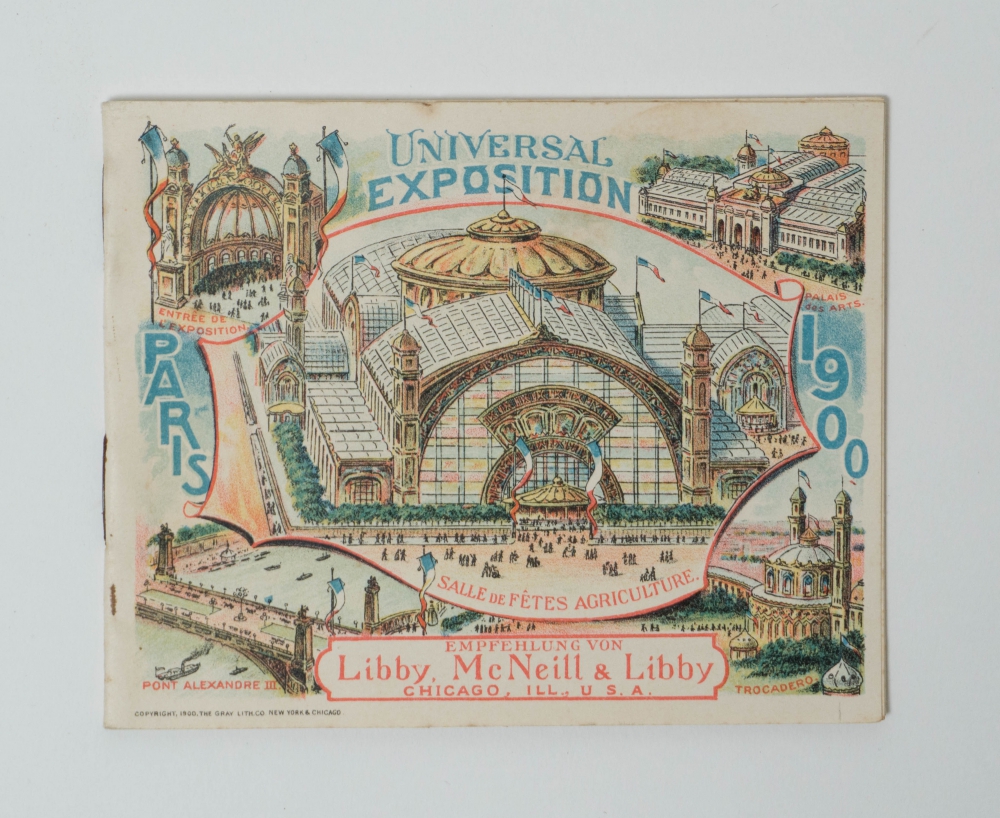 UNIVERSAL
EXPOSITION
ENTRÉE DE
L'EXPOSITION.
PALAIS
des ARTS.
PARIS
1900
SALLE DE FÊTES AGRICULTURE.
EMPFEHLUNG VON
Libby, McNeill & Libby
CHICAGO, ILL., U.S.A.
PONT ALEXANDRE III
TROCADERO
COPYRIGHT, 1900, THE GRAY LITH. CO. NEW YORK & CHICAGO.